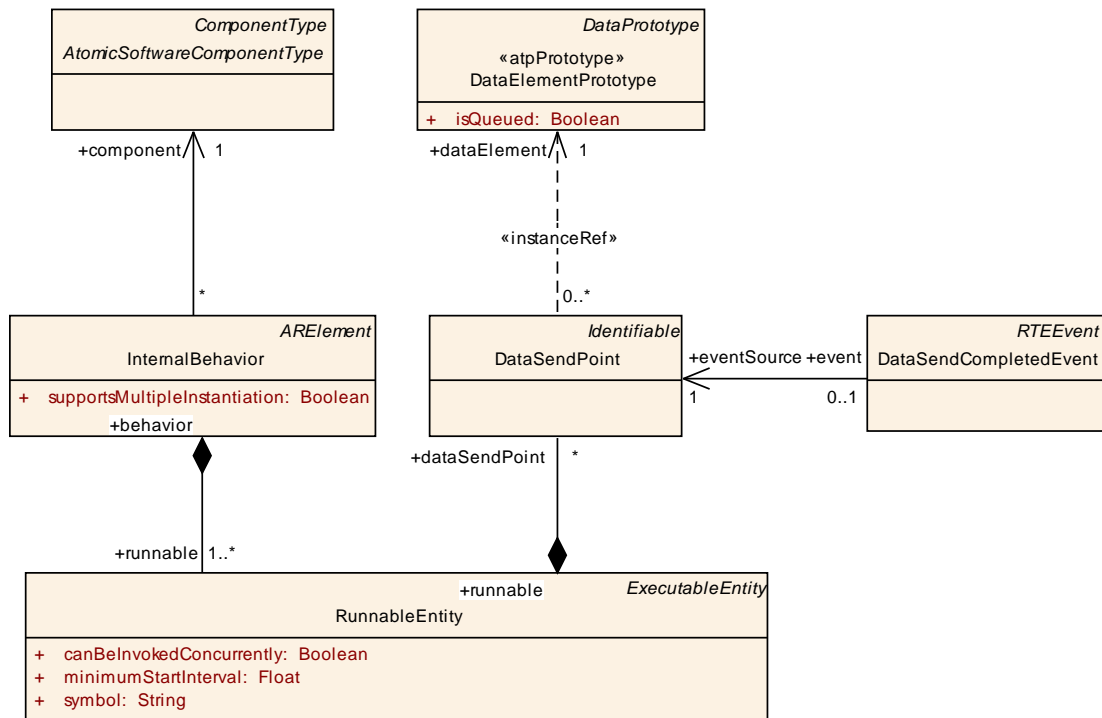 ComponentType
AtomicSoftwareComponentType
DataPrototype
«atpPrototype»
DataElementPrototype
+ isQueued: Boolean
+component 1
+dataElement 1
«instanceRef»
*
0..*
ARElement
InternalBehavior
+ supportsMultipleInstantiation: Boolean
+behavior
Identifiable
DataSendPoint
+eventSource +event
1 0..1
RTEEvent
DataSendCompletedEvent
+dataSendPoint *
+runnable 1..*
+runnable
ExecutableEntity
RunnableEntity
+ canBeInvokedConcurrently: Boolean
+ minimumStartInterval: Float
+ symbol: String